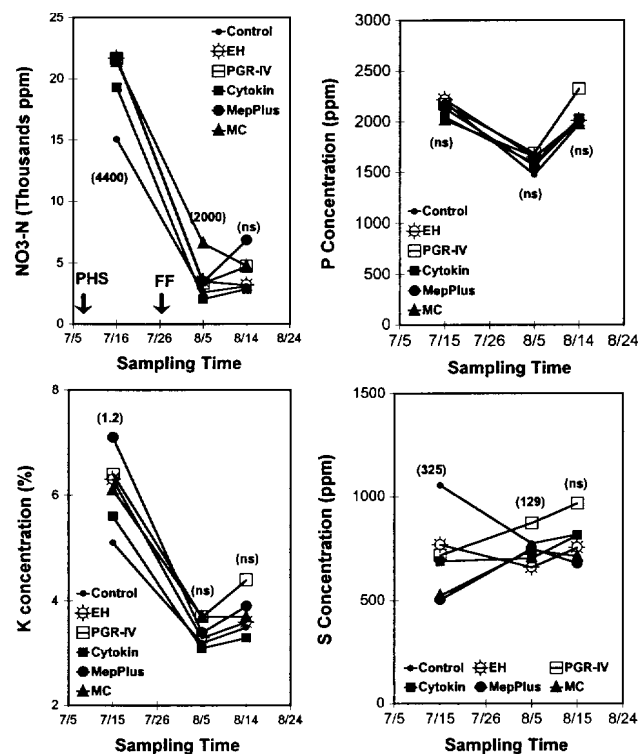 25
20
15
10
5
0
NO3-N (Thousands ppm)
Control
EH
PGR-IV
Cytokin
MepPlus
MC
(4400)
(2000)
(ns)
PHS
FF
7/5 7/16 7/26 8/5 8/14 8/24
Sampling Time
3000
2500
2000
1500
1000
500
0
P Concentration (ppm)
(ns)
(ns)
(ns)
Control
EH
PGR-IV
Cytokin
MepPlus
MC
7/5 7/15 7/26 8/5 8/14 8/24
Sampling Time
8
6
4
2
K concentration (%)
(1.2)
(ns)
(ns)
Control
EH
PGR-IV
Cytokin
MepPlus
MC
7/5 7/15 7/26 8/5 8/14 8/24
Sampling Time
1500
1000
500
0
S Concentration (ppm)
(325)
(129)
(ns)
Control EH PGR-IV
Cytokin MepPlus MC
7/5 7/15 7/26 8/5 8/15 8/24
Sampling Time